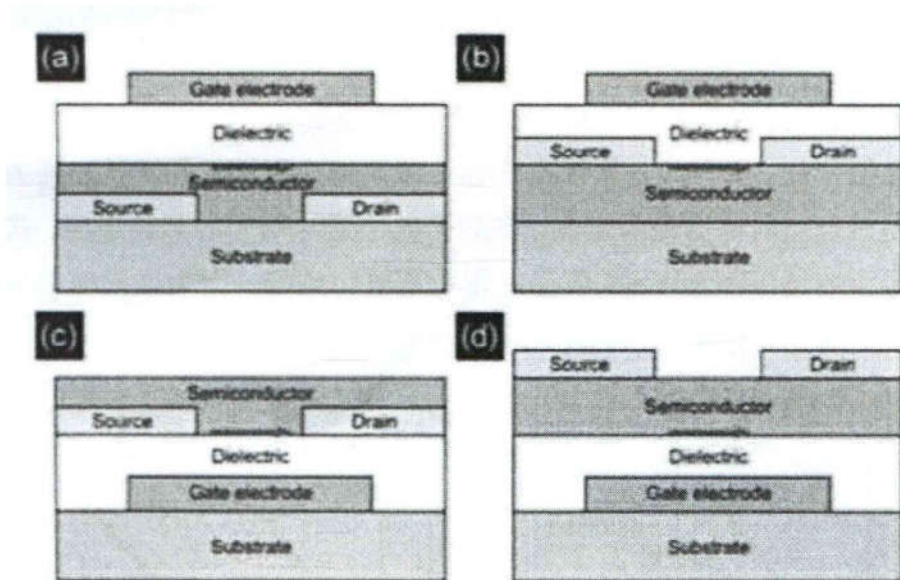 (a)
Gate electrode
Dielectric
Semiconductor
Source Drain
Substrate
(b)
Gate electrode
Dielectric
Source Drain
Semiconductor
Substrate
(c)
Semiconductor
Source Drain
Dielectric
Gate electrode
Substrate
(d)
Source Drain
Semiconductor
Dielectric
Gate electrode
Substrate